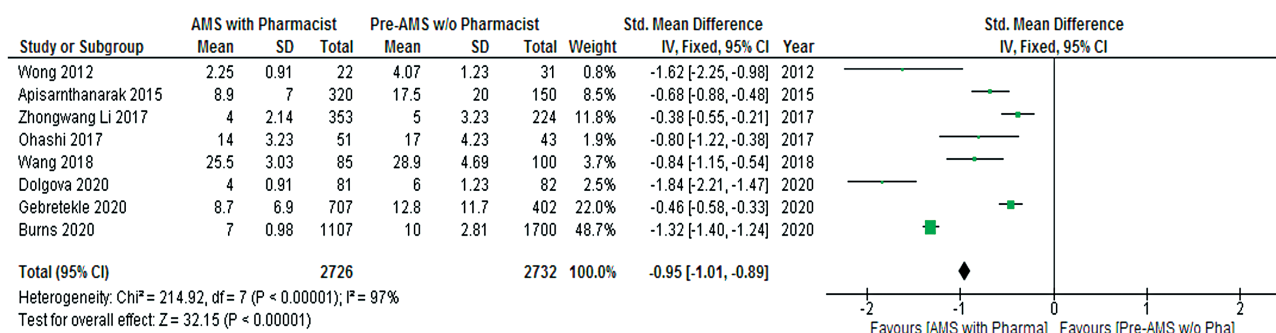 AMS with Pharmacist Pre-AMS w/o Pharmacist Std. Mean Difference Std. Mean Difference
Study or Subgroup Mean SD Total Mean SD Total Weight IV, Fixed, 95% CI Year IV, Fixed, 95% CI
Wong 2012 2.25 0.91 22 4.07 1.23 31 0.8% -1.62 [-2.25, -0.98] 2012
Apisarnthanarak 2015 8.9 7 320 17.5 20 150 8.5% -0.68 [-0.88, -0.48] 2015
Zhongwang Li 2017 4 2.14 353 5 3.23 224 11.8% -0.38 [-0.55, -0.21] 2017
Ohashi 2017 14 3.23 51 17 4.23 43 1.9% -0.80 [-1.22, -0.38] 2017
Wang 2018 25.5 3.03 85 28.9 4.69 100 3.7% -0.84 [-1.15, -0.54] 2018
Dolgova 2020 4 0.91 81 6 1.23 82 2.5% -1.84 [-2.21, -1.47] 2020
Gebretekle 2020 8.7 6.9 707 12.8 11.7 402 22.0% -0.46 [-0.58, -0.33] 2020
Burns 2020 7 0.98 1107 10 2.81 1700 48.7% -1.32 [-1.40, -1.24] 2020
Total (95% CI) 2726 2732 100.0% -0.95 [-1.01, -0.89]
Heterogeneity: Chi² = 214.92, df = 7 (P < 0.00001); I² = 97%
Test for overall effect: Z = 32.15 (P < 0.00001)
-2 -1 0 1 2
Favours [AMS with Pharma] Favours [Pre-AMS w/o Pha]